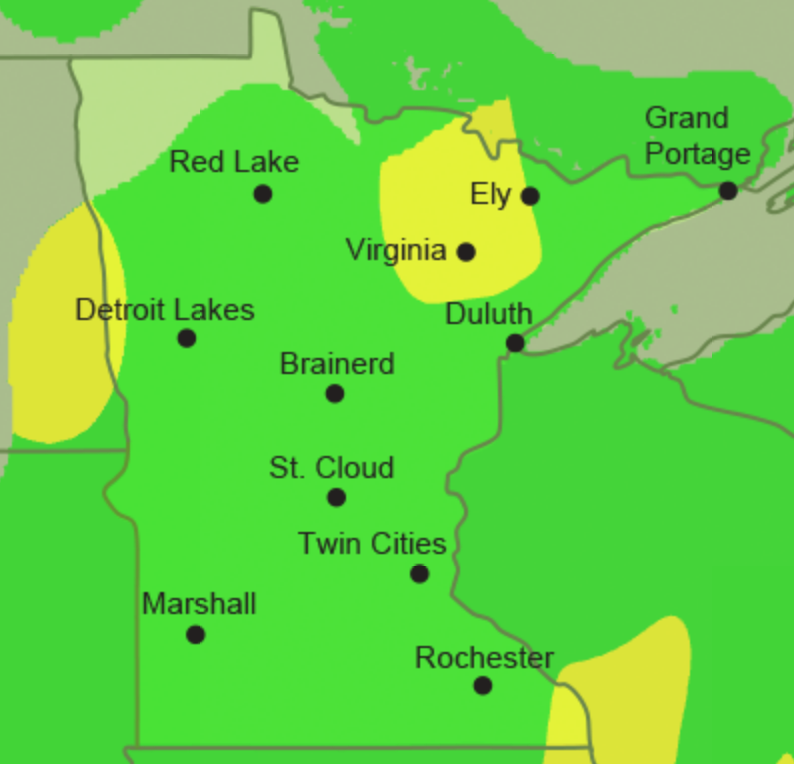 Grand
Portage
Red Lake
Ely
Virginia
Detroit Lakes
Duluth
Brainerd
St. Cloud
Twin Cities
Marshall
Rochester